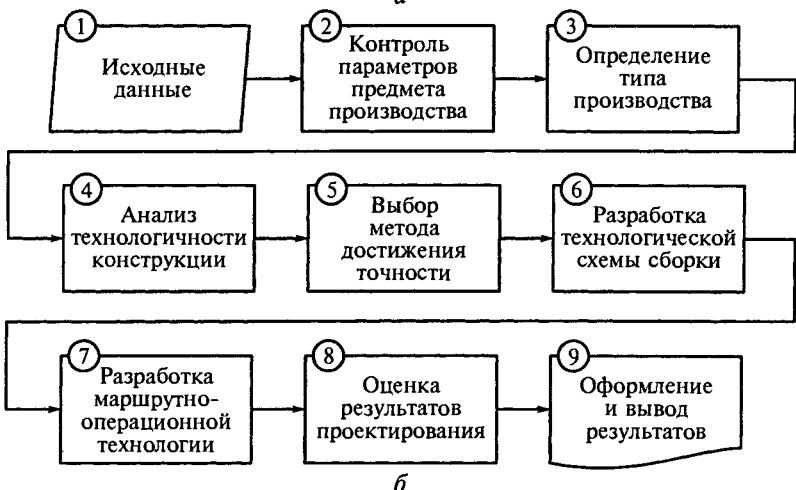 а
1
Исходные
данные
2
Контроль
параметров
предмета
производства
3
Определение
типа
производства
4
Анализ
технологичности
конструкции
5
Выбор
метода
достижения
точности
6
Разработка
технологической
схемы сборки
7
Разработка
маршрутно-
операционной
технологии
8
Оценка
результатов
проектирования
9
Оформление
и вывод
результатов
б